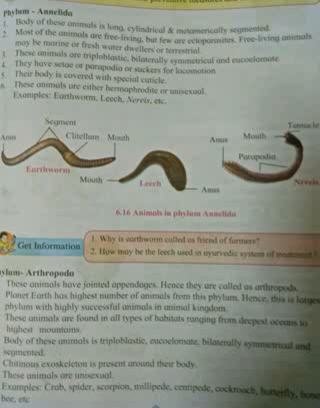 Phylum - Annelida
1. Body of these animals is long, cylindrical & metamerically segmented.
2. Most of the animals are free-living, but few are ectoparasites. Free-living animals
may be marine or fresh water dwellers or terrestrial.
3. These animals are triploblastic, bilaterally symmetrical and eucoelomate.
4. They have setae or parapodia or suckers for locomotion
5. Their body is covered with special cuticle.
6. These animals are either hermaphrodite or unisexual.
Examples: Earthworm, Leech, Nereis, etc.
Segment
Anus
Clitellum
Mouth
Earthworm
Mouth
Leech
Anus
Anus
Mouth
Tentacle
Parapodia
Nereis
6.16 Animals in phylum Annelida
Get Information
1. Why is earthworm called as friend of farmers?
2. How may be the leech used in ayurvedic system of treatment?
ylum- Arthropoda
These animals have jointed appendages. Hence they are called as arthropods.
Planet Earth has highest number of animals from this phylum. Hence, this is larges
phylum with highly successful animals in animal kingdom.
These animals are found in all types of habitats ranging from deepest oceans to
highest mountains.
Body of these animals is triploblastic, eucoelomate, bilaterally symmetrical and
segmented.
Chitinous exoskeleton is present around their body.
These animals are unisexual.
Examples: Crab, spider, scorpion, millipede, centipede, cockroach, butterfly, hone
bee, etc